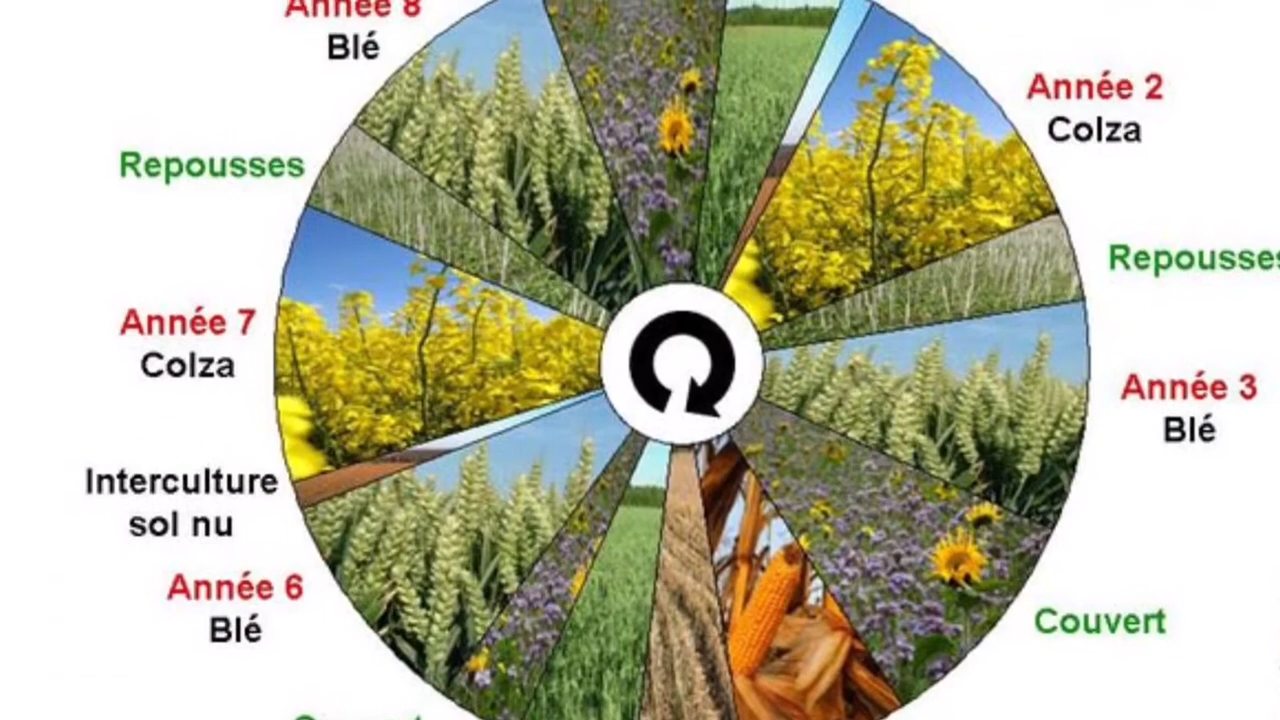 Année 8
Blé
Année 2
Colza
Repousses
Repousses
Année 7
Colza
Année 3
Blé
Interculture
sol nu
Année 6
Blé
Couvert